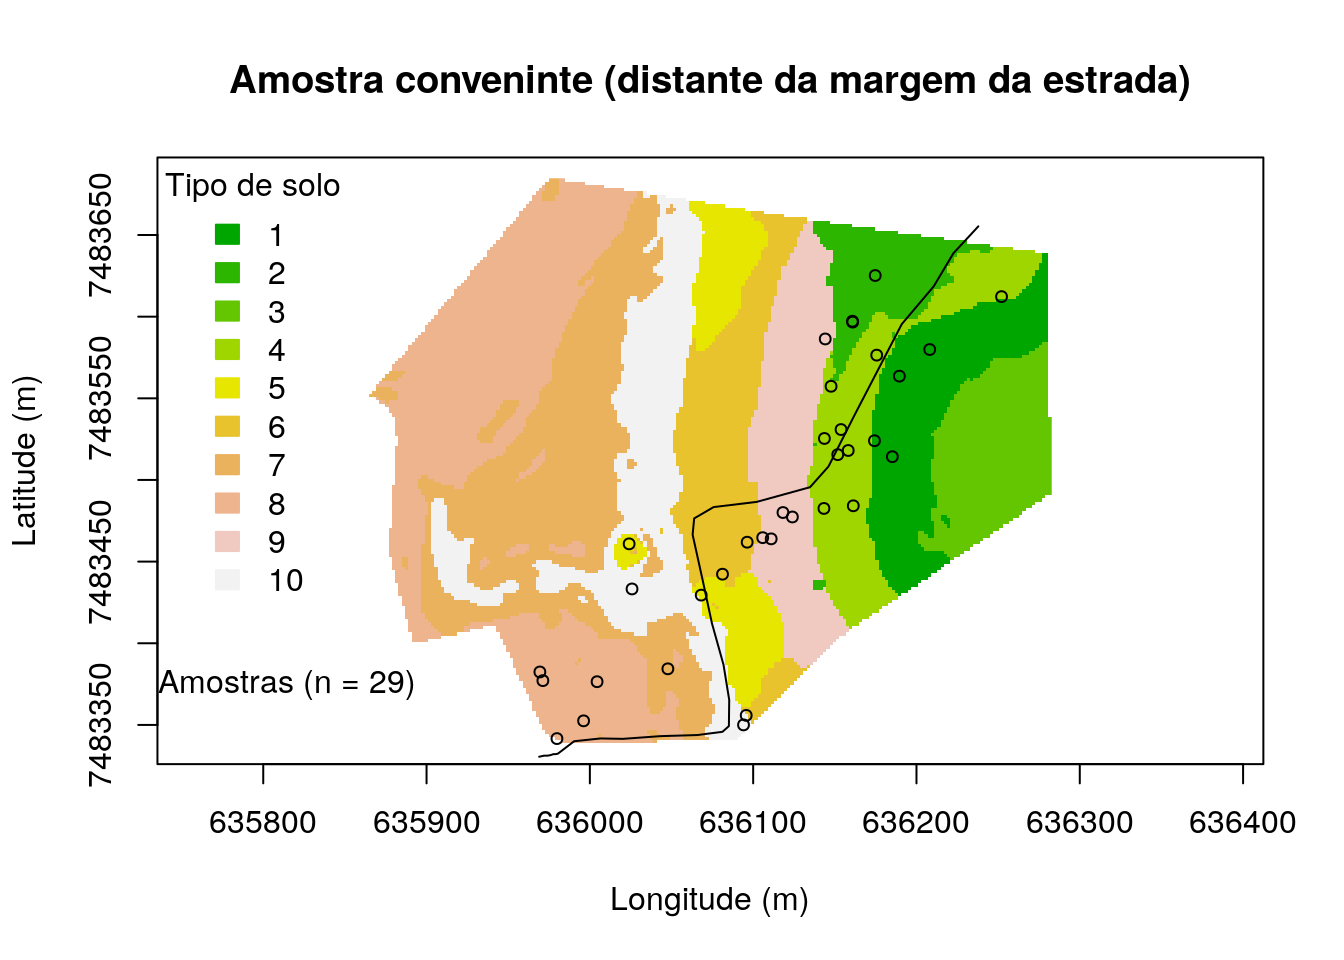 Amostra conveninte (distante da margem da estrada)
Tipo de solo
1
2
3
4
5
6
7
8
9
10
Amostras (n = 29)
Latitude (m)
7483650
7483550
7483450
7483350
635800 635900 636000 636100 636200 636300 636400
Longitude (m)